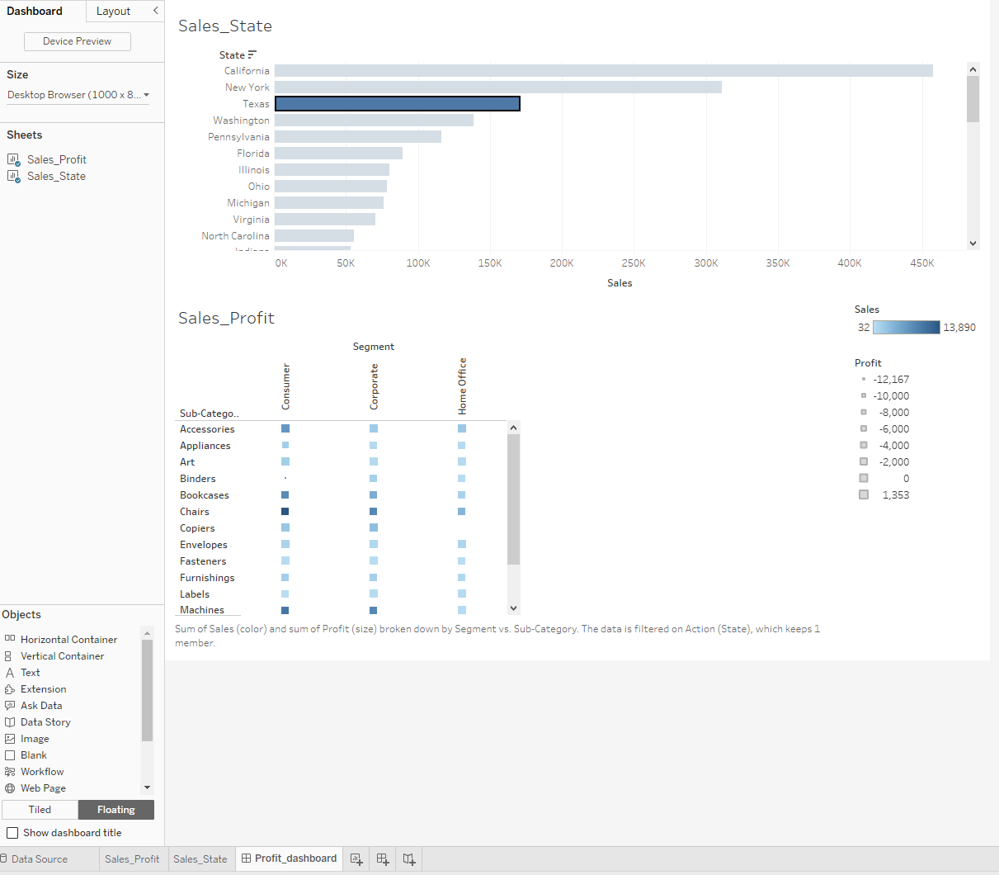 Dashboard
Layout
Device Preview
Size
Desktop Browser (1000 x 8...
Sheets
Sales_Profit
Sales_State
Sales_State
State
California
New York
Texas
Washington
Pennsylvania
Florida
Illinois
Ohio
Michigan
Virginia
North Carolina
Indiana
0K 50K 100K 150K 200K 250K 300K 350K 400K 450K
Sales
Sales_Profit
Segment
Consumer
Corporate
Home Office
Sub-Catego..
Accessories
Appliances
Art
Binders
Bookcases
Chairs
Copiers
Envelopes
Fasteners
Furnishings
Labels
Machines
Sales
32 13,890
Profit
-12,167
-10,000
-8,000
-6,000
-4,000
-2,000
0
1,353
Sum of Sales (color) and sum of Profit (size) broken down by Segment vs. Sub-Category. The data is filtered on Action (State), which keeps 1
member.
Objects
Horizontal Container
Vertical Container
Text
Extension
Ask Data
Data Story
Image
Blank
Workflow
Web Page
Tiled
Floating
Show dashboard title
Data Source
Sales_Profit
Sales_State
Profit_dashboard